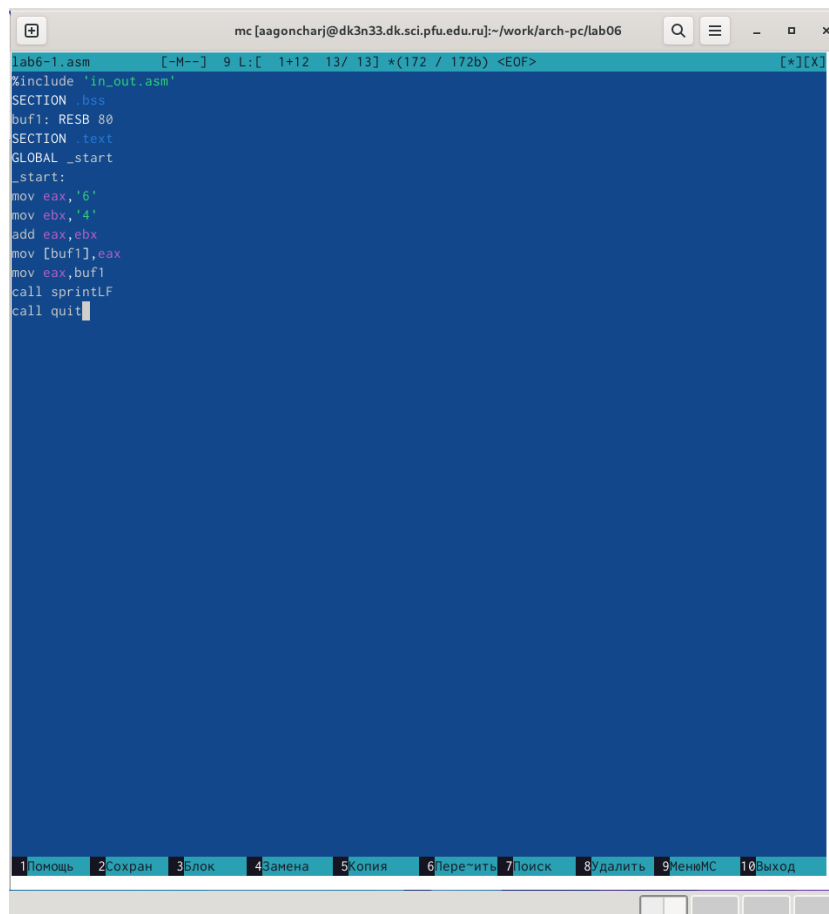 mc [aagoncharj@dk3n33.dk.sci.pfu.edu.ru]:~/work/arch-pc/lab06
lab6-1.asm [-M--] 9 L:[ 1+12 13/ 13] *(172 / 172b) <EOF> [*][X]
%include 'in_out.asm'
SECTION .bss
buf1: RESB 80
SECTION .text
GLOBAL _start
_start:
mov eax,'6'
mov ebx,'4'
add eax,ebx
mov [buf1],eax
mov eax,buf1
call sprintLF
call quit
1Помощь 2Сохран 3Блок 4Замена 5Копия 6Пере~ить 7Поиск 8Удалить 9МенюМС 10Выход